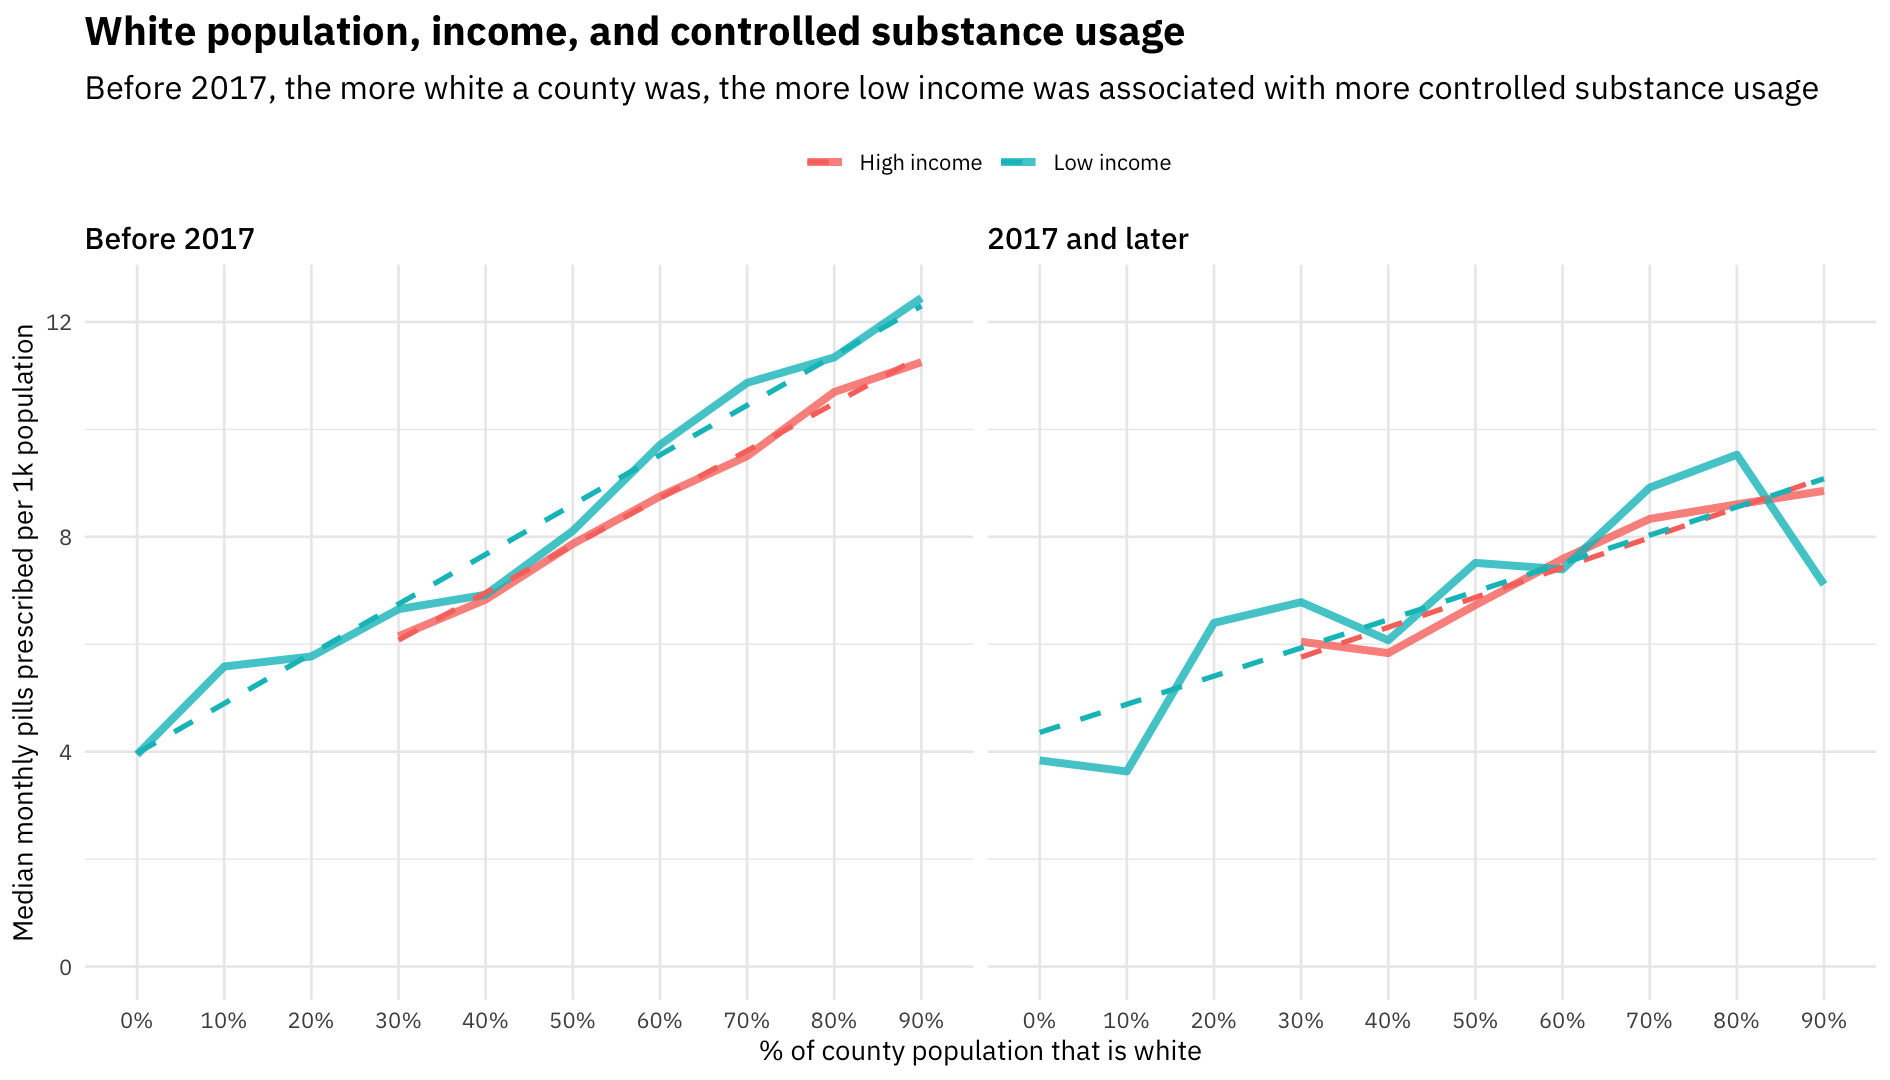 White population, income, and controlled substance usage
Before 2017, the more white a county was, the more low income was associated with more controlled substance usage
High income Low income
Before 2017
2017 and later
Median monthly pills prescribed per 1k population
12
8
4
0
0% 10% 20% 30% 40% 50% 60% 70% 80% 90%
0% 10% 20% 30% 40% 50% 60% 70% 80% 90%
% of county population that is white